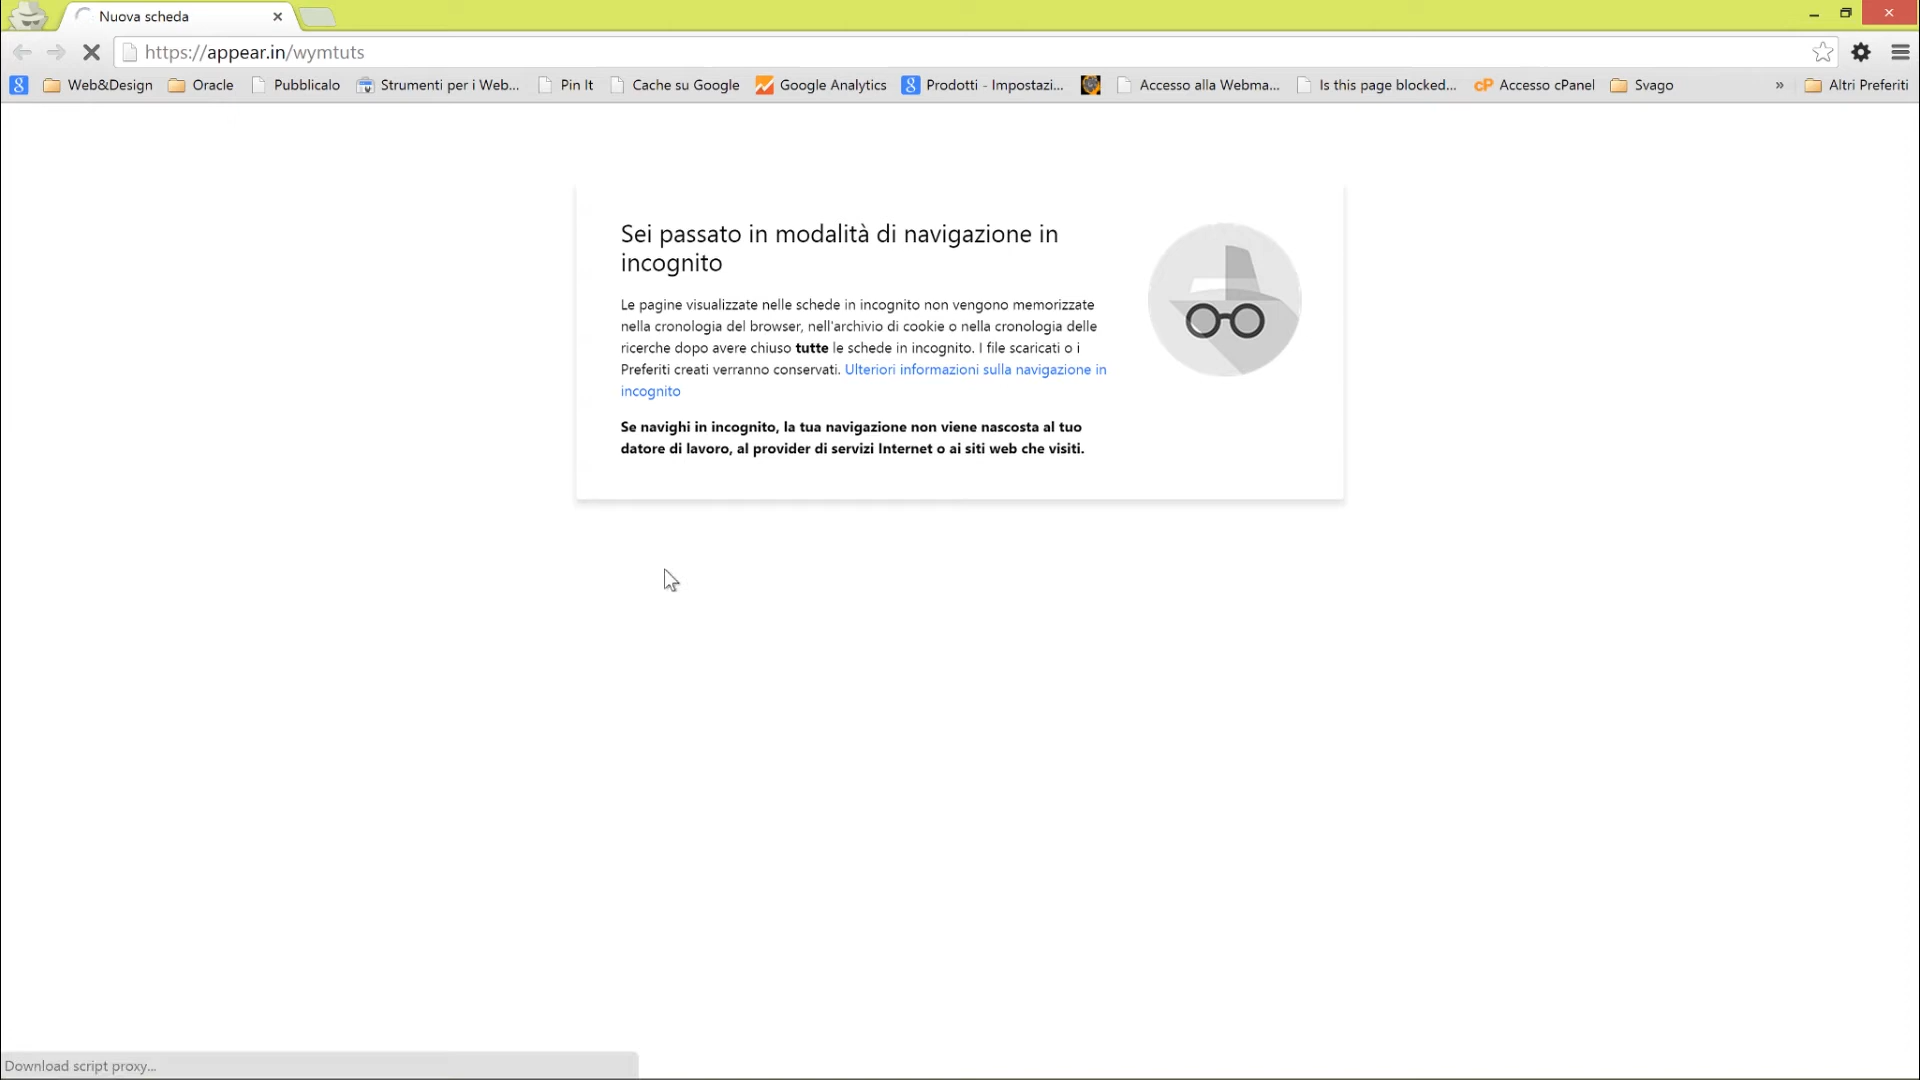 Nuova scheda
https://appear.in/wymtuts
Web&Design Oracle Pubblicalo Strumenti per i Web... Pin It Cache su Google Google Analytics Prodotti - Impostazi... Accesso alla Webma... Is this page blocked... cP Accesso cPanel Svago » Altri Preferiti
Sei passato in modalità di navigazione in
incognito
Le pagine visualizzate nelle schede in incognito non vengono memorizzate
nella cronologia del browser, nell'archivio di cookie o nella cronologia delle
ricerche dopo avere chiuso tutte le schede in incognito. I file scaricati o i
Preferiti creati verranno conservati. Ulteriori informazioni sulla navigazione in
incognito
Se navighi in incognito, la tua navigazione non viene nascosta al tuo
datore di lavoro, al provider di servizi Internet o ai siti web che visiti.
Download script proxy...